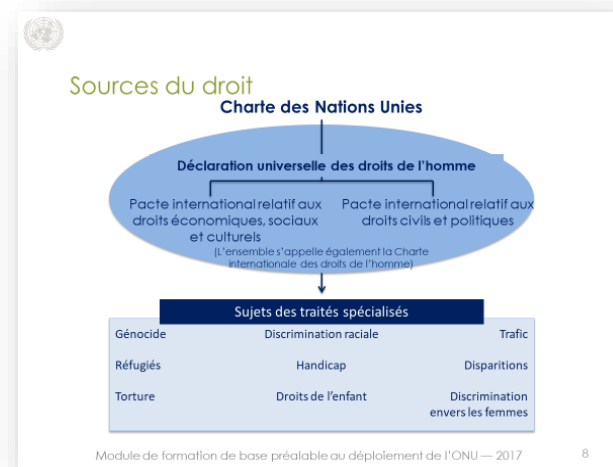 Sources du droit
Charte des Nations Unies
Déclaration universelle des droits de l'homme
Pacte international relatif aux
droits économiques, sociaux
et culturels
Pacte international relatif aux
droits civils et politiques
(L'ensemble s'appelle également la Charte
internationale des droits de l'homme)
Sujets des traités spécialisés
Génocide
Discrimination raciale
Trafic
Réfugiés
Handicap
Disparitions
Torture
Droits de l'enfant
Discrimination
envers les femmes
Module de formation de base préalable au déploiement de l'ONU — 2017
8